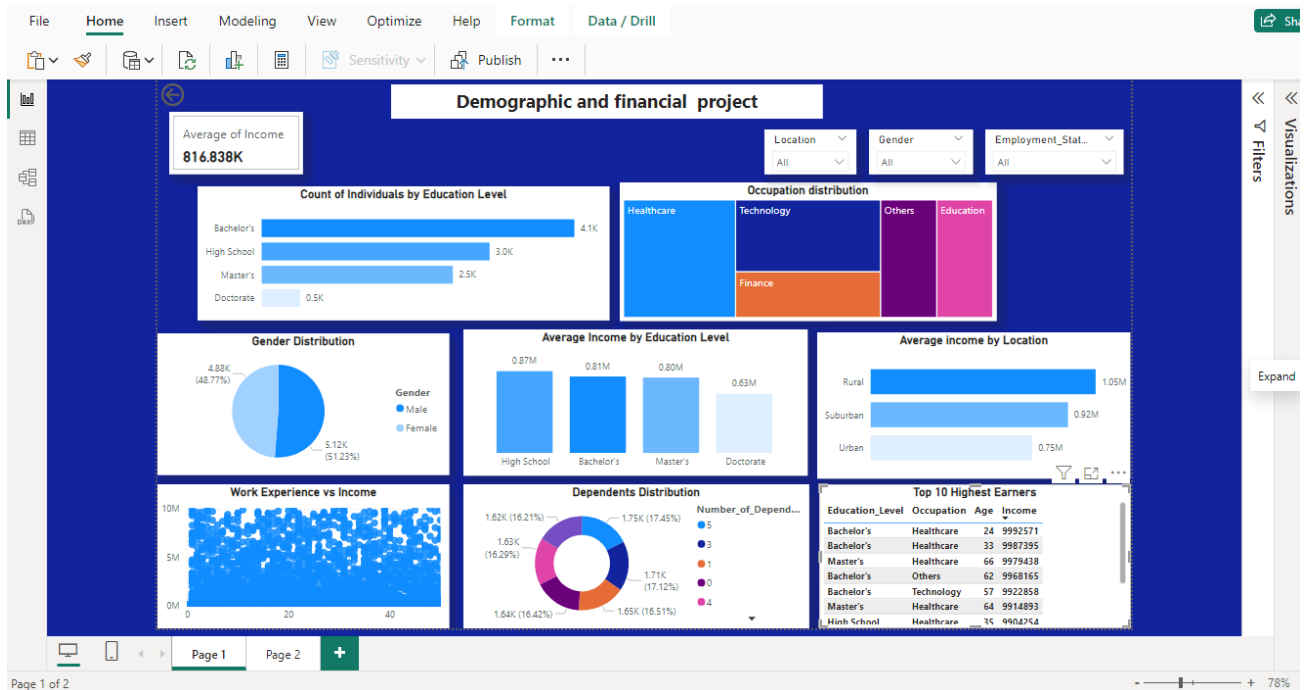 File Home Insert Modeling View Optimize Help Format Data / Drill
Sensitivity Publish
Demographic and financial project
Average of Income
816.838K
Location Gender Employment_Stat...
All All All
Count of Individuals by Education Level
Bachelor's 4.1K
High School 3.0K
Master's 2.5K
Doctorate 0.5K
Occupation distribution
Healthcare Technology Others Education
Finance
Gender Distribution
4.88K
(48.77%)
Gender
Male
Female
5.12K
(51.23%)
Average Income by Education Level
0.87M 0.81M 0.80M 0.63M
High School Bachelor's Master's Doctorate
Average income by Location
Rural 1.05M
Suburban 0.92M
Urban 0.75M
Work Experience vs Income
10M
5M
0M
0 20 40
Dependents Distribution
Number_of_Depend...
5
3
1
0
4
1.62K (16.21%) 1.75K (17.45%)
1.63K
(16.29%)
1.71K
(17.12%)
1.64K (16.42%) 1.65K (16.51%)
Top 10 Highest Earners
Education_Level Occupation Age Income
Bachelor's Healthcare 24 9992571
Bachelor's Healthcare 33 9987395
Master's Healthcare 66 9979438
Bachelor's Others 62 9968165
Bachelor's Technology 57 9922858
Master's Healthcare 64 9914893
High School Healthcare 35 9904254
Filters
Visualizations
Expand
Page 1 Page 2
Page 1 of 2
- + 78%